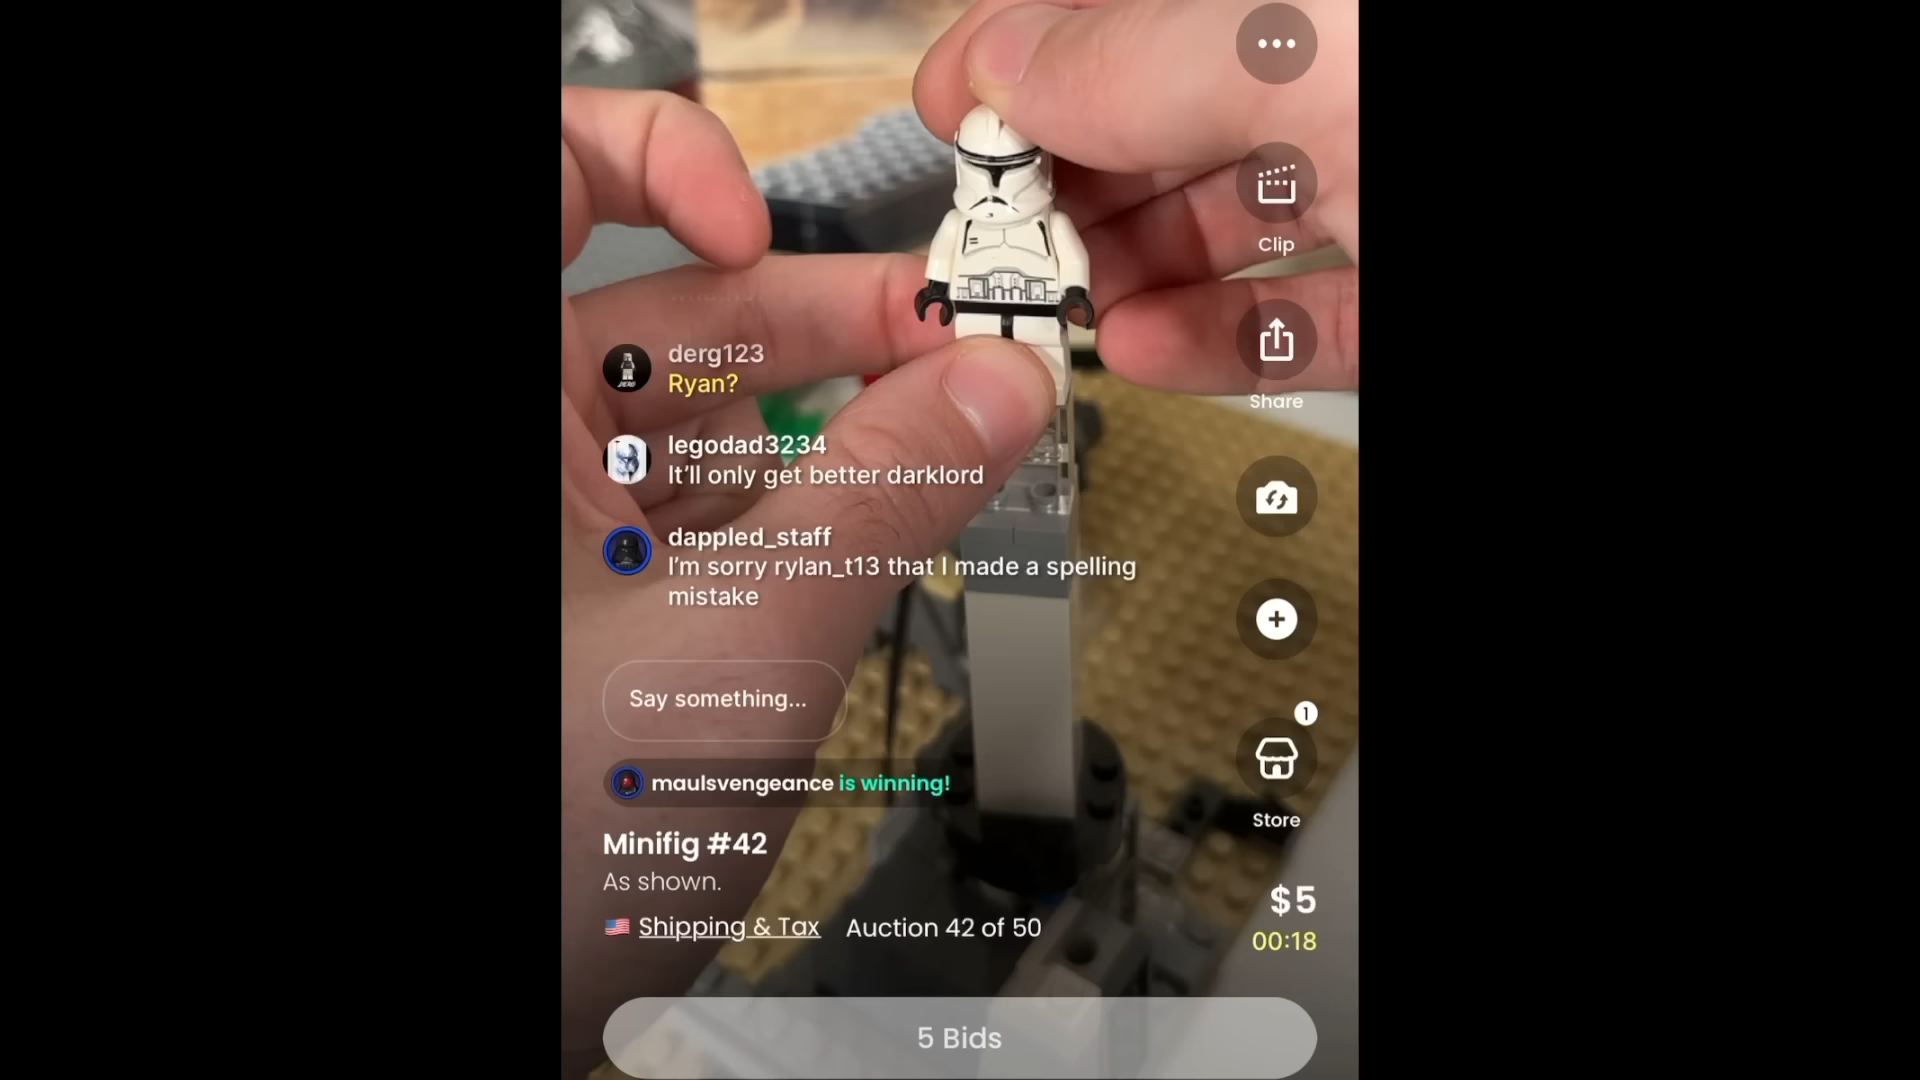 Clip
derg123
Ryan?
Share
legodad3234
It'll only get better darklord
dappled_staff
I'm sorry rylan_t13 that I made a spelling
mistake
Say something...
1
maulsvengeance is winning!
Store
Minifig #42
As shown.
$5
Shipping & Tax Auction 42 of 50
00:18
5 Bids